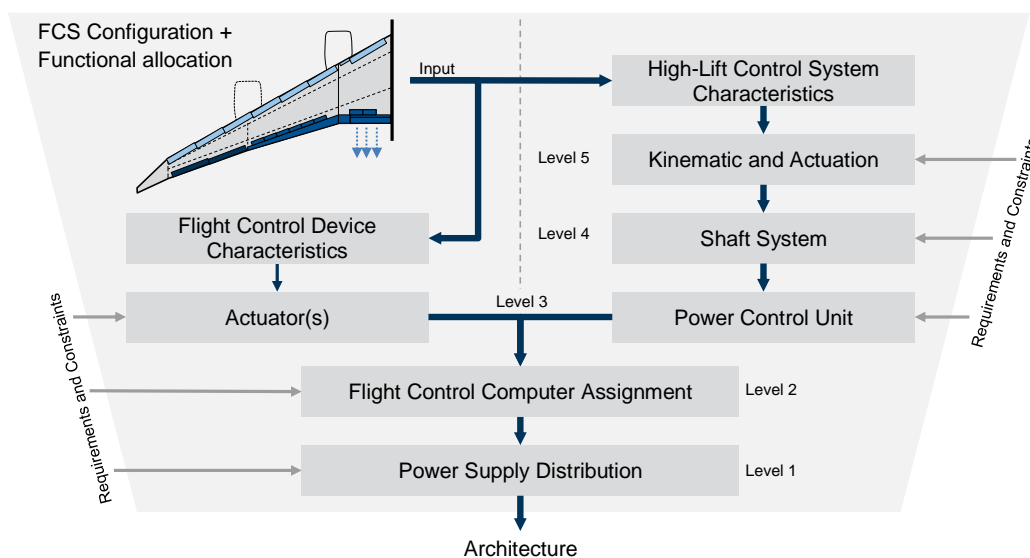 FCS Configuration +
Functional allocation
Input
High-Lift Control System
Characteristics
Level 5
Kinematic and Actuation
Flight Control Device
Characteristics
Level 4
Shaft System
Requirements and Constraints
Level 3
Actuator(s)
Power Control Unit
Requirements and Constraints
Flight Control Computer Assignment
Level 2
Power Supply Distribution
Level 1
Architecture